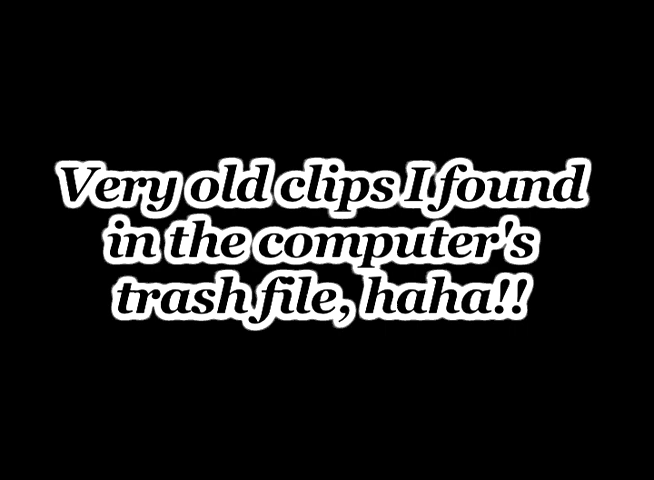 Very old clips I found
in the computer's
trash file, haha!!